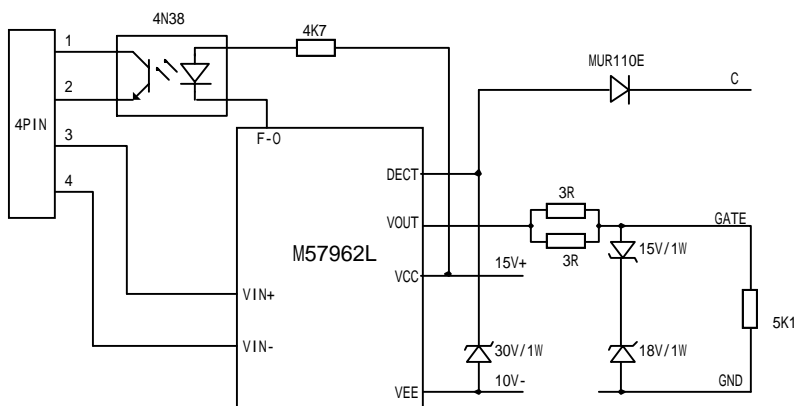 4N38
4K7
1
2
3
4
4PIN
MUR110E
C
F-O
DECT
VOUT
M57962L
VCC
VIN+
VIN-
VEE
3R
3R
GATE
15V+
15V/1W
5K1
30V/1W
18V/1W
10V-
GND